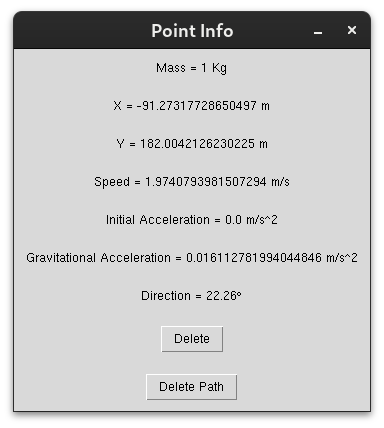 Point Info
Mass = 1 Kg
X = -91.27317728650497 m
Y = 182.0042126230225 m
Speed = 1.9740793981507294 m/s
Initial Acceleration = 0.0 m/s^2
Gravitational Acceleration = 0.016112781994044846 m/s^2
Direction = 22.26º
Delete
Delete Path